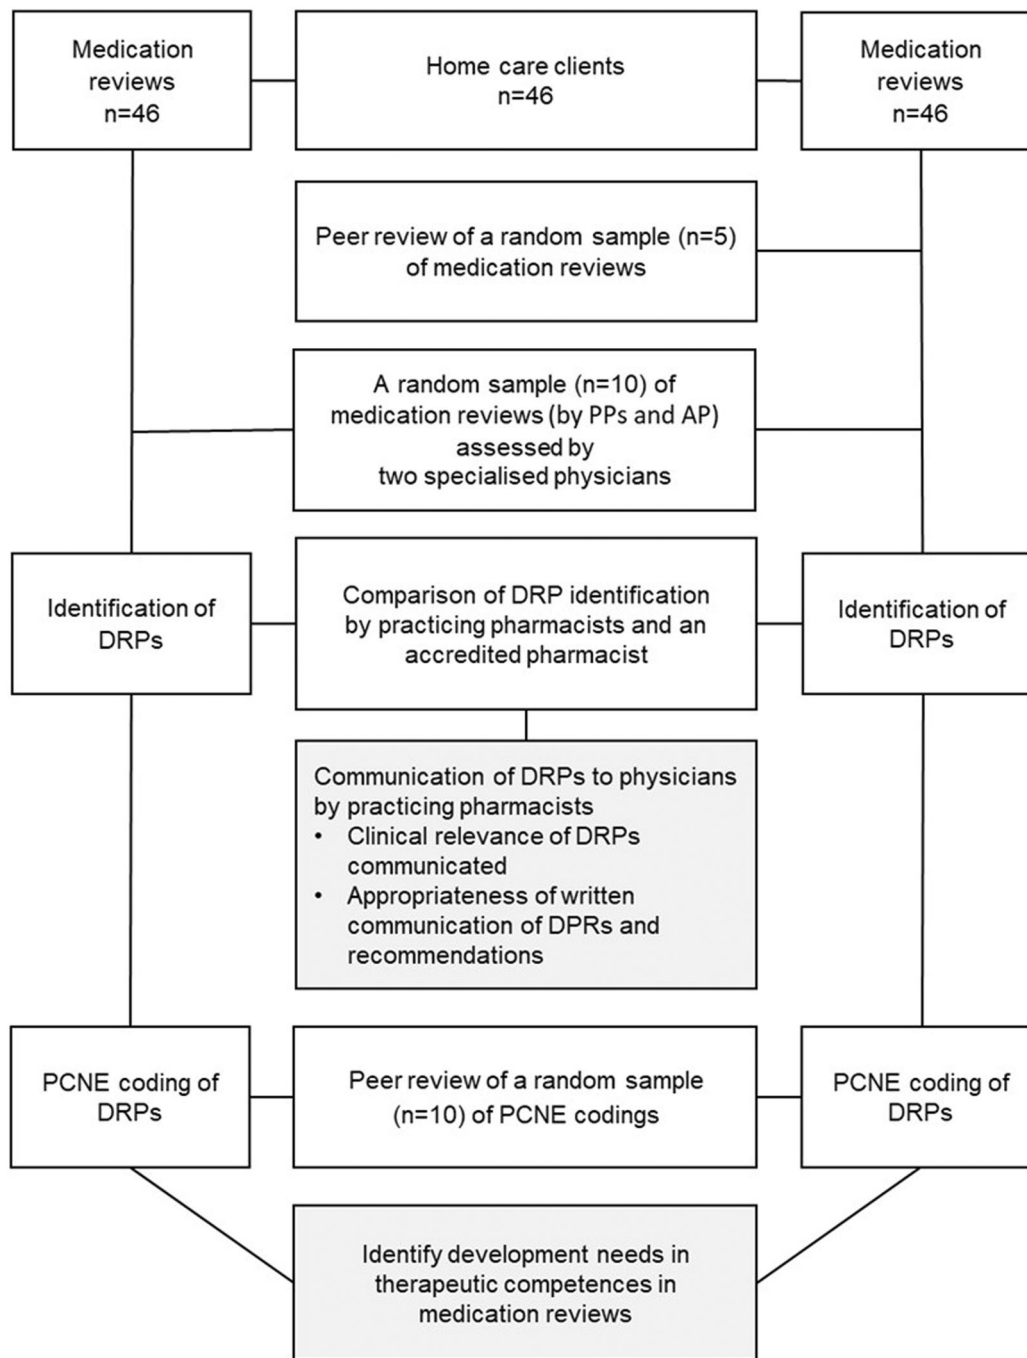 Medication
reviews
n=46
Home care clients
n=46
Medication
reviews
n=46
Peer review of a random sample (n=5)
of medication reviews
A random sample (n=10) of
medication reviews (by PPs and AP)
assessed by
two specialised physicians
Identification of
DRPs
Comparison of DRP identification
by practicing pharmacists and an
accredited pharmacist
Identification of
DRPs
Communication of DRPs to physicians
by practicing pharmacists
• Clinical relevance of DRPs
communicated
• Appropriateness of written
communication of DPRs and
recommendations
PCNE coding of
DRPs
Peer review of a random sample
(n=10) of PCNE codings
PCNE coding of
DRPs
Identify development needs in
therapeutic competences in
medication reviews